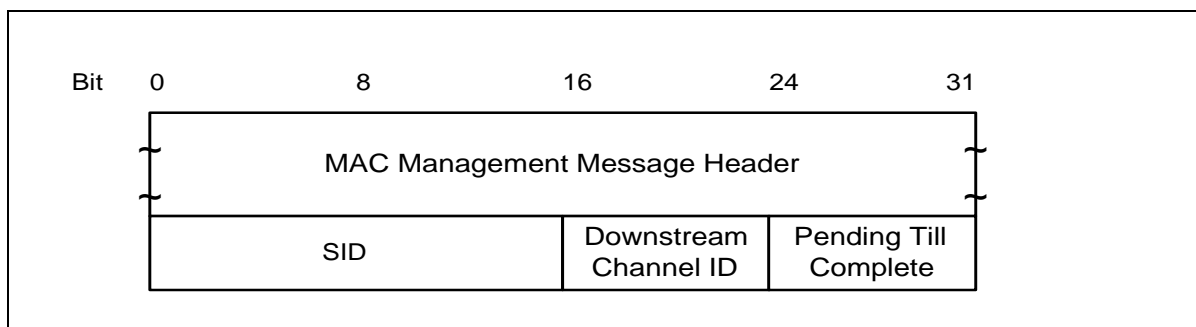 Bit 0 8 16 24 31
MAC Management Message Header
SID
Downstream
Channel ID
Pending Till
Complete